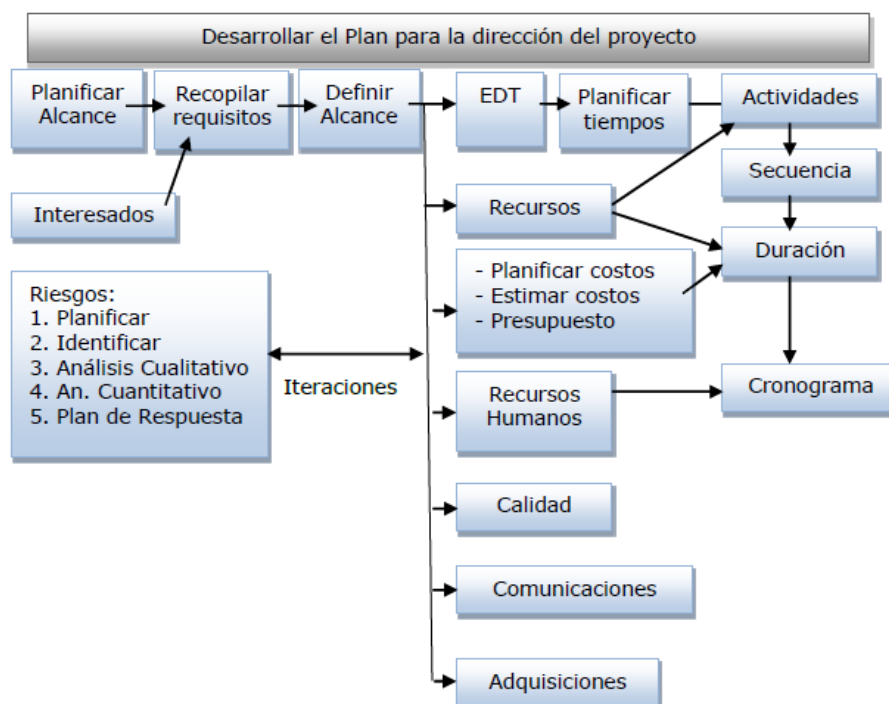 Desarrollar el Plan para la dirección del proyecto
Planificar
Alcance
Recopilar
requisitos
Definir
Alcance
EDT
Planificar
tiempos
Actividades
Interesados
Recursos
Secuencia
- Planificar costos
- Estimar costos
- Presupuesto
Duración
Riesgos:
1. Planificar
2. Identificar
3. Análisis Cualitativo
4. An. Cuantitativo
5. Plan de Respuesta
Iteraciones
Recursos
Humanos
Cronograma
Calidad
Comunicaciones
Adquisiciones